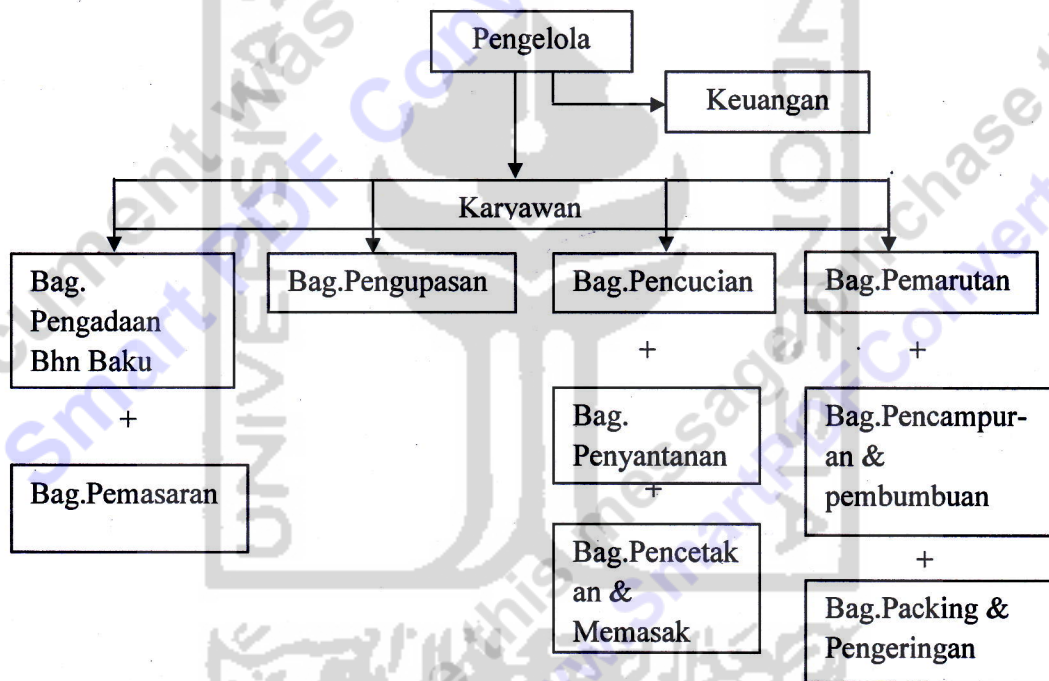 Pengelola
Keuangan
Karyawan
Bag.
Pengadaan
Bhn Baku
+
Bag.Pemasaran
Bag.Pengupasan
Bag.Pencucian
+
Bag.
Penyantanan
+
Bag.Pencetak
an &
Memasak
Bag.Pemarutan
+
Bag.Pencampur-
an &
pembumbuan
+
Bag.Packing &
Pengeringan